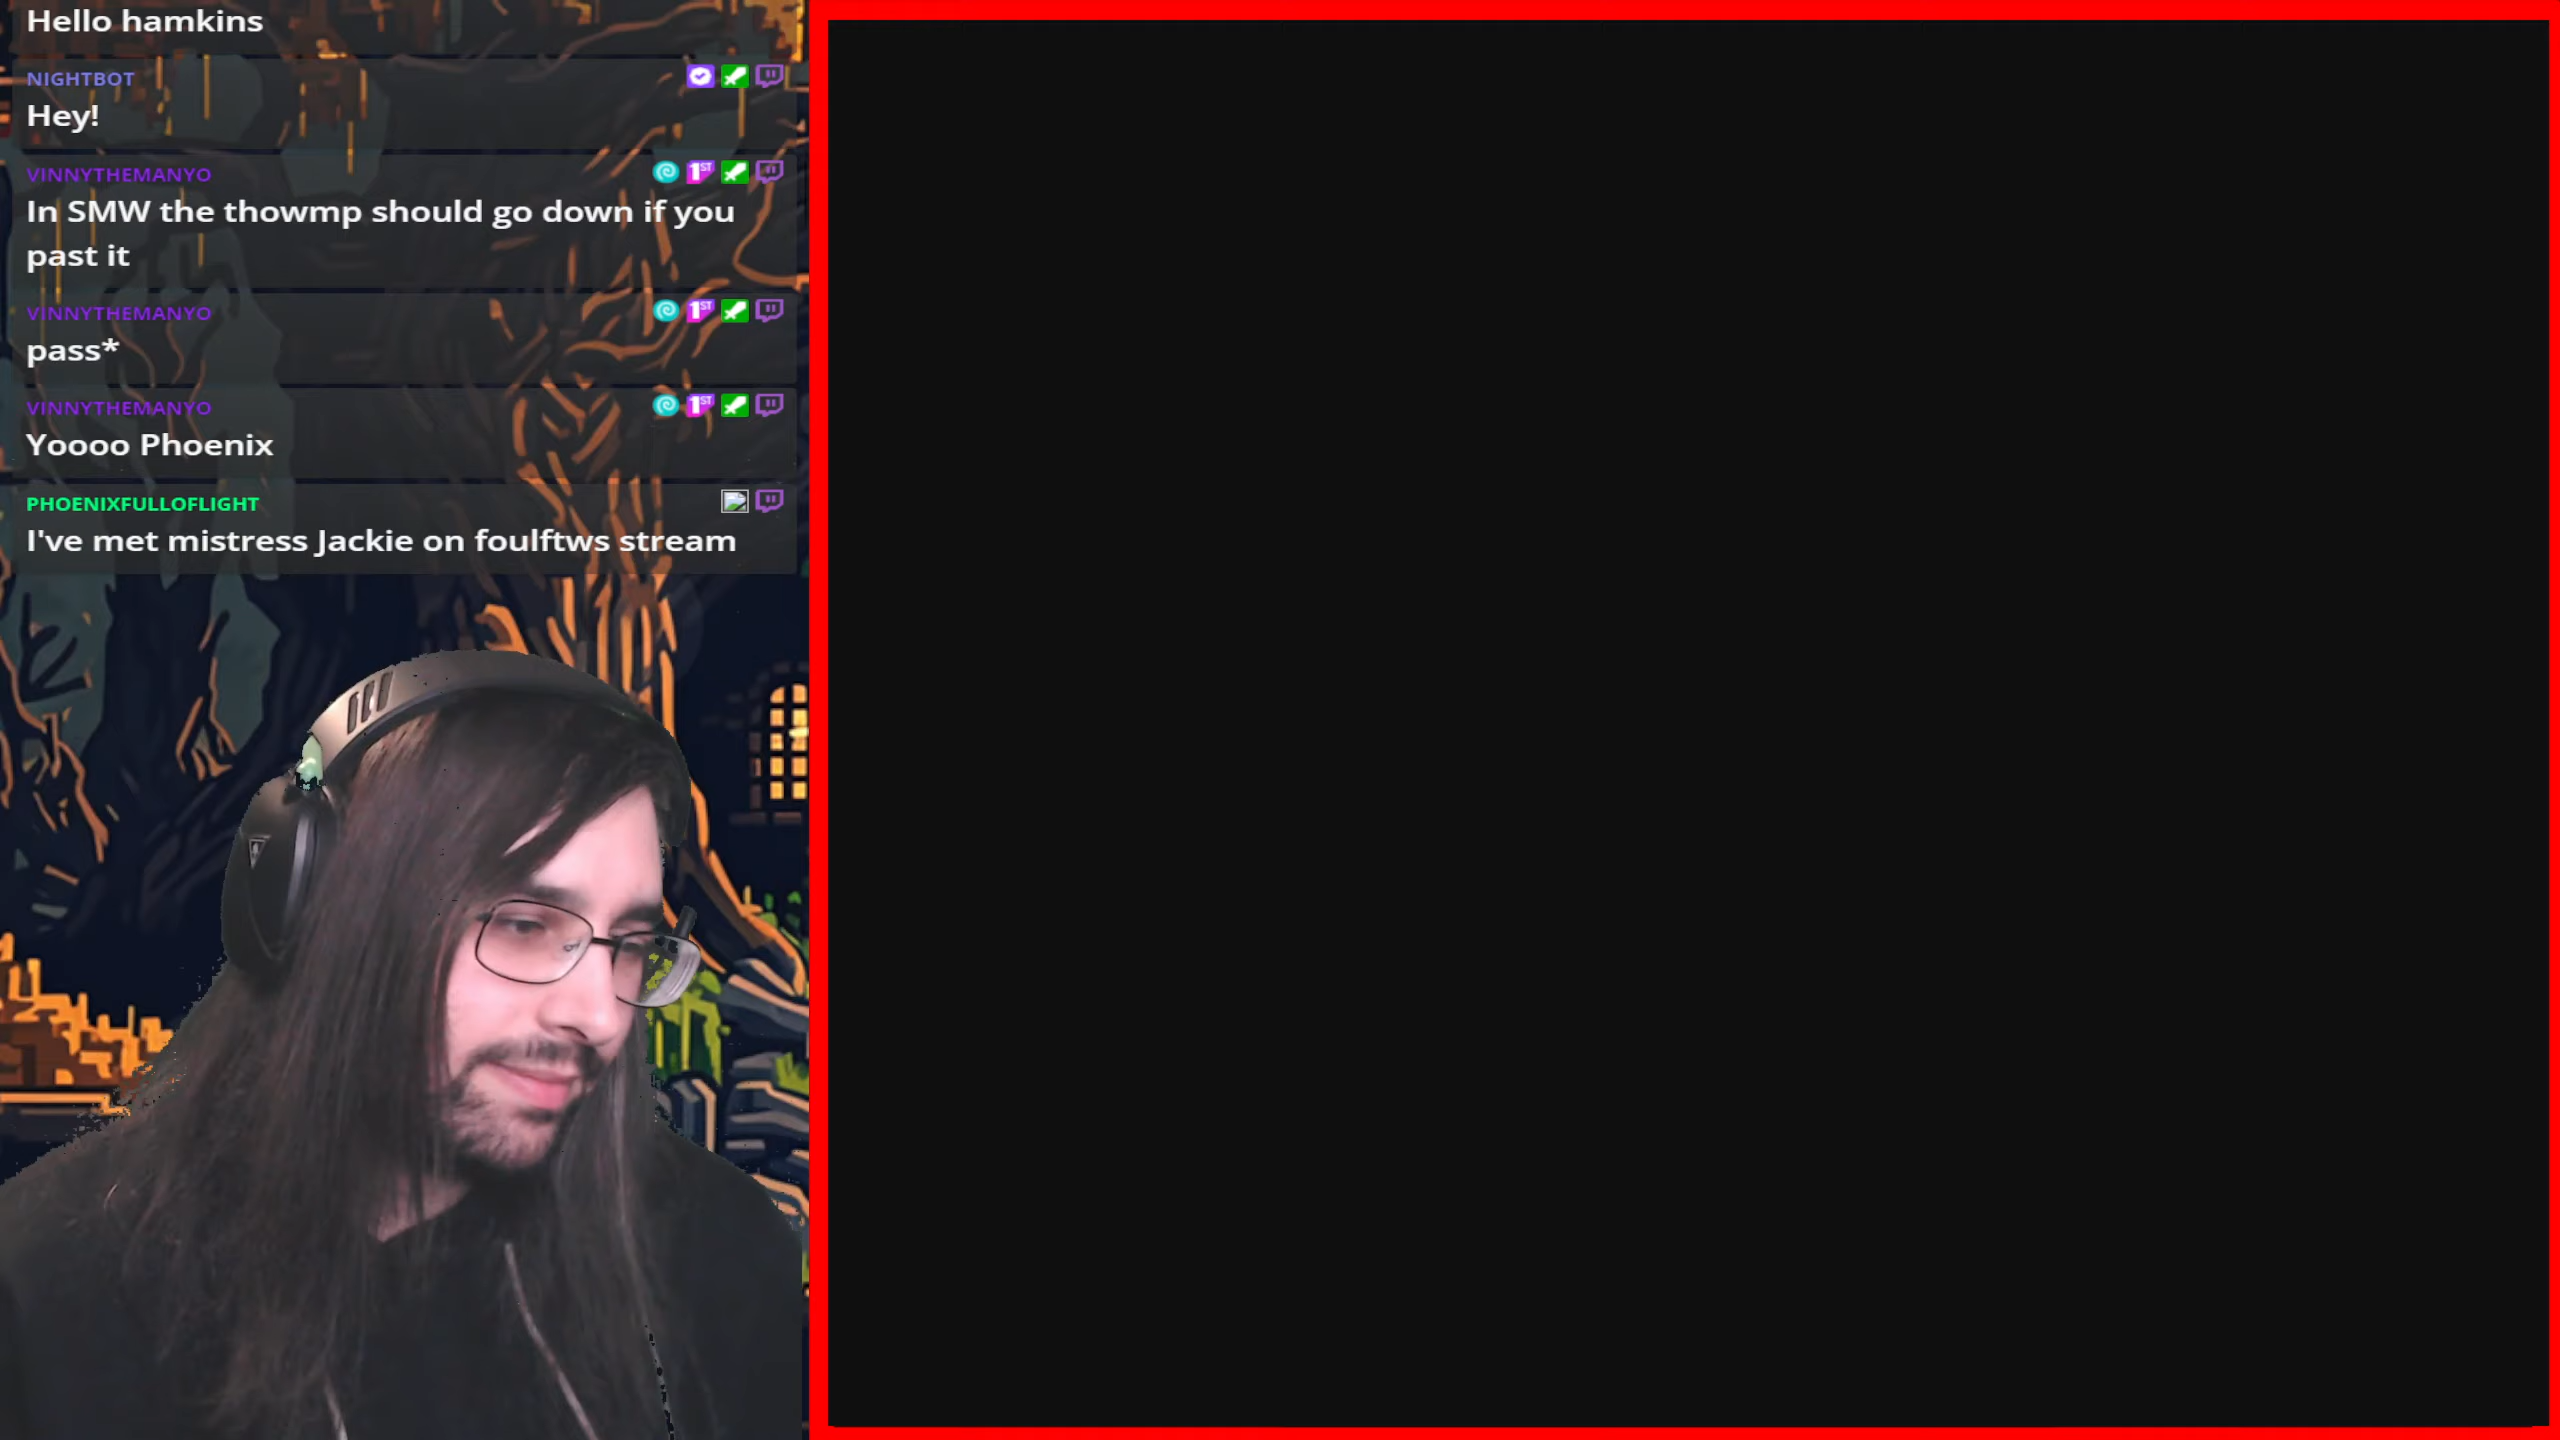 Hello hamkins
NIGHTBOT
Hey!
VINNYTHEMANYO
In SMW the thowmp should go down if you
past it
VINNYTHEMANYO
pass*
VINNYTHEMANYO
Yoooo Phoenix
PHOENIXFULLOFLIGHT
I've met mistress Jackie on foulftws stream